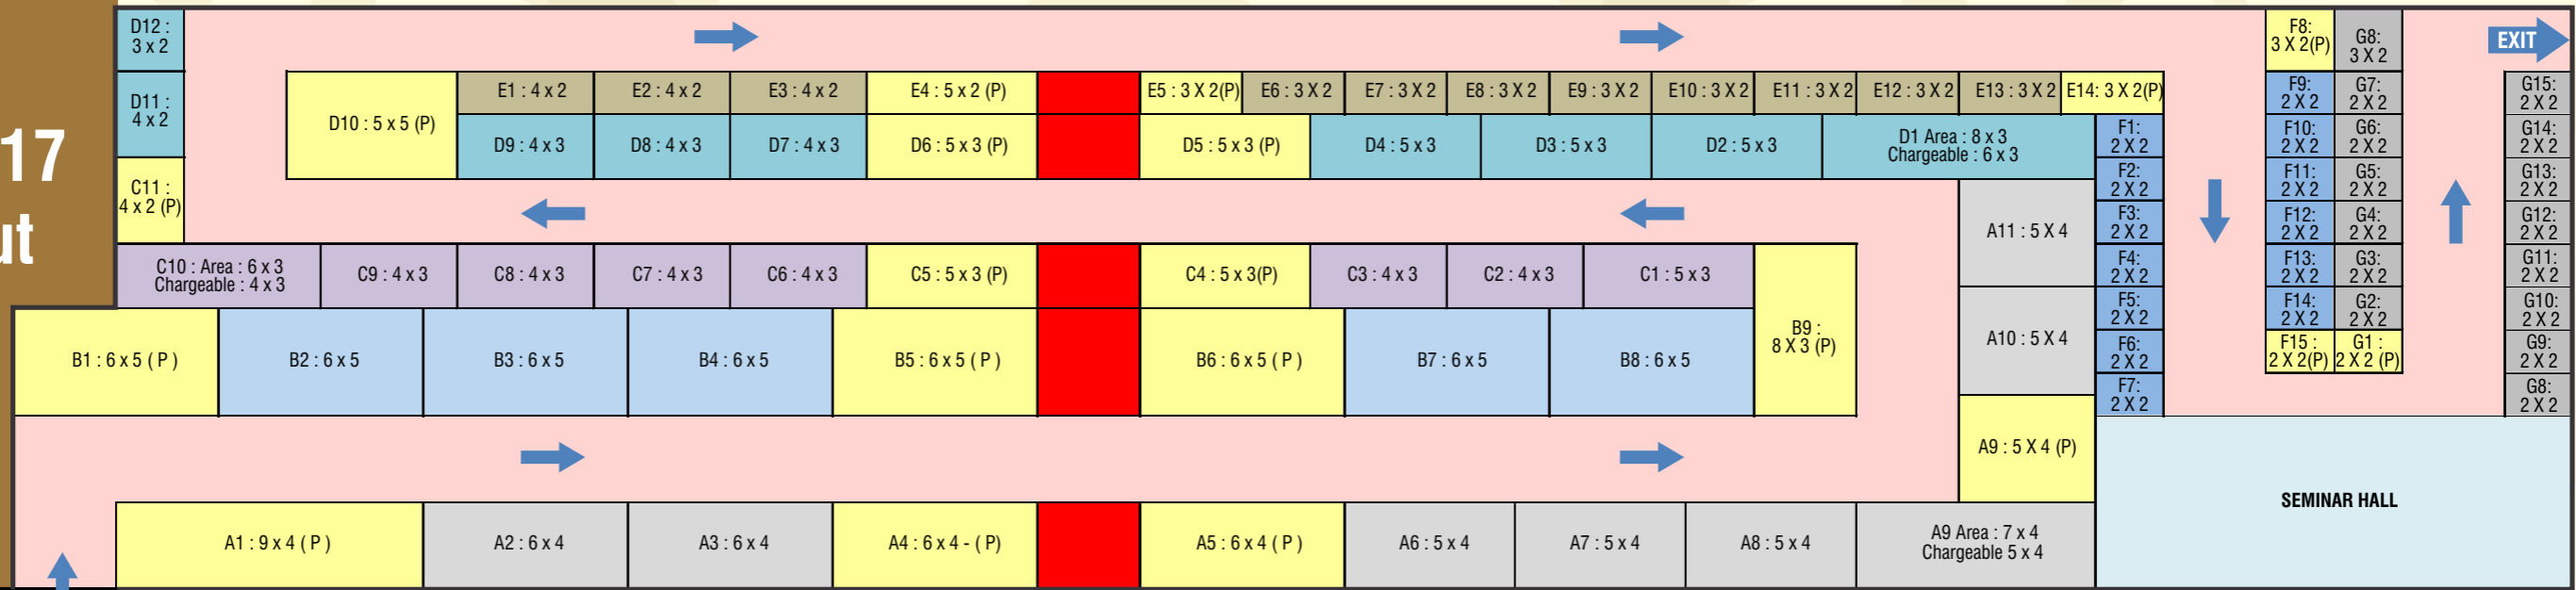 17
ut
D12 :
3 x 2
D11 :
4 x 2
C11 :
4 x 2 (P)
D10 : 5 x 5 (P)
E1 : 4 x 2
E2 : 4 x 2
E3 : 4 x 2
E4 : 5 x 2 (P)
E5 : 3 X 2(P)
E6 : 3 X 2
E7 : 3 X 2
E8 : 3 X 2
E9 : 3 X 2
E10 : 3 X 2
E11 : 3 X 2
E12 : 3 X 2
E13 : 3 X 2
E14: 3 X 2(P)
D9 : 4 x 3
D8 : 4 x 3
D7 : 4 x 3
D6 : 5 x 3 (P)
D5 : 5 x 3 (P)
D4 : 5 x 3
D3 : 5 x 3
D2 : 5 x 3
D1 Area : 8 x 3
Chargeable : 6 x 3
C10 : Area : 6 x 3
Chargeable : 4 x 3
C9 : 4 x 3
C8 : 4 x 3
C7 : 4 x 3
C6 : 4 x 3
C5 : 5 x 3 (P)
C4 : 5 x 3(P)
C3 : 4 x 3
C2 : 4 x 3
C1 : 5 x 3
B9 :
8 X 3 (P)
B1 : 6 x 5 ( P )
B2 : 6 x 5
B3 : 6 x 5
B4 : 6 x 5
B5 : 6 x 5 ( P )
B6 : 6 x 5 ( P )
B7 : 6 x 5
B8 : 6 x 5
A11 : 5 X 4
A10 : 5 X 4
A9 : 5 X 4 (P)
A1 : 9 x 4 ( P )
A2 : 6 x 4
A3 : 6 x 4
A4 : 6 x 4 - ( P)
A5 : 6 x 4 ( P )
A6 : 5 x 4
A7 : 5 x 4
A8 : 5 x 4
A9 Area : 7 x 4
Chargeable 5 x 4
F1:
2 X 2
F2:
2 X 2
F3:
2 X 2
F4:
2 X 2
F5:
2 X 2
F6:
2 X 2
F7:
2 X 2
F8:
3 X 2(P)
F9:
2 X 2
F10:
2 X 2
F11:
2 X 2
F12:
2 X 2
F13:
2 X 2
F14:
2 X 2
F15 :
2 X 2(P)
G8:
3 X 2
G7:
2 X 2
G6:
2 X 2
G5:
2 X 2
G4:
2 X 2
G3:
2 X 2
G2:
2 X 2
G1 :
2 X 2 (P)
EXIT
G15:
2 X 2
G14:
2 X 2
G13:
2 X 2
G12:
2 X 2
G11:
2 X 2
G10:
2 X 2
G9:
2 X 2
G8:
2 X 2
SEMINAR HALL